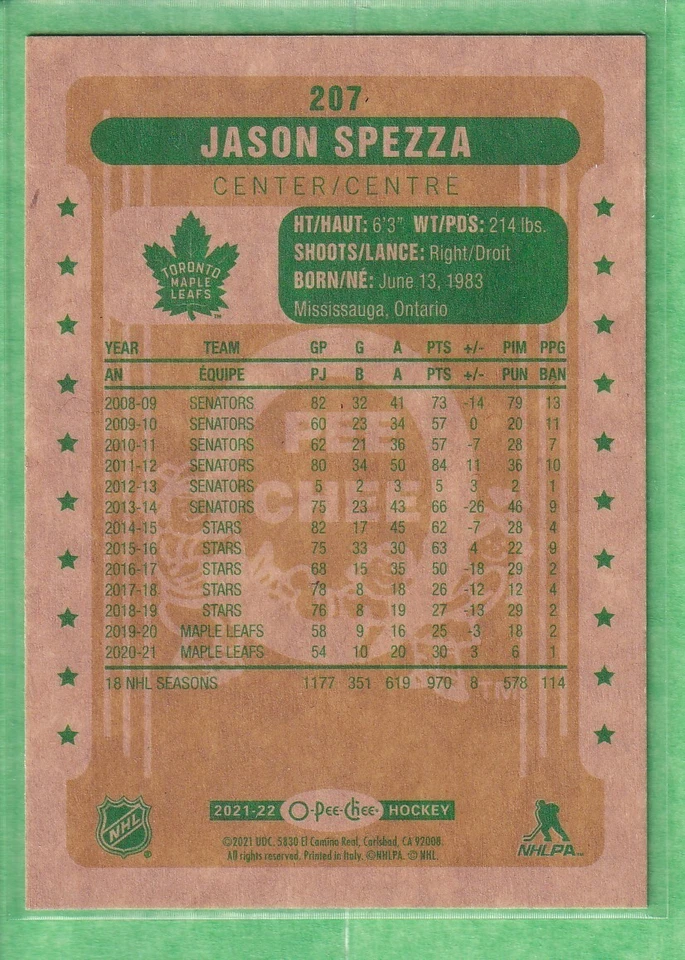 207
JASON SPEZZA
CENTER/CENTRE
TORONTO
MAPLE
LEAFS
HT/HAUT: 6'3" WT/PDS: 214 lbs.
SHOOTS/LANCE: Right/Droit
BORN/NÉ: June 13, 1983
Mississauga, Ontario
YEAR TEAM GP G A PTS +/- PIM PPG
AN ÉQUIPE PJ B A PTS +/- PUN BAN
2008-09 SENATORS 82 32 41 73 -14 79 13
2009-10 SENATORS 60 23 34 57 0 20 11
2010-11 SENATORS 62 21 36 57 -7 28 7
2011-12 SENATORS 80 34 50 84 11 36 10
2012-13 SENATORS 5 2 3 5 3 2 1
2013-14 SENATORS 75 23 43 66 -26 46 9
2014-15 STARS 82 17 45 62 -7 28 4
2015-16 STARS 75 33 30 63 4 22 9
2016-17 STARS 68 15 35 50 -18 29 2
2017-18 STARS 78 8 18 26 -12 12 4
2018-19 STARS 76 8 19 27 -13 29 2
2019-20 MAPLE LEAFS 58 9 16 25 -3 18 2
2020-21 MAPLE LEAFS 54 10 20 30 3 6 1
18 NHL SEASONS 1177 351 619 970 8 578 114
PEE
CHEE
TM
NHL
2021-22 O-Pee-Chee HOCKEY
©2021 UDC. 5830 El Camino Real, Carlsbad, CA 92008.
All rights reserved. Printed in Italy. ©NHLPA. © NHL.
NHLPA